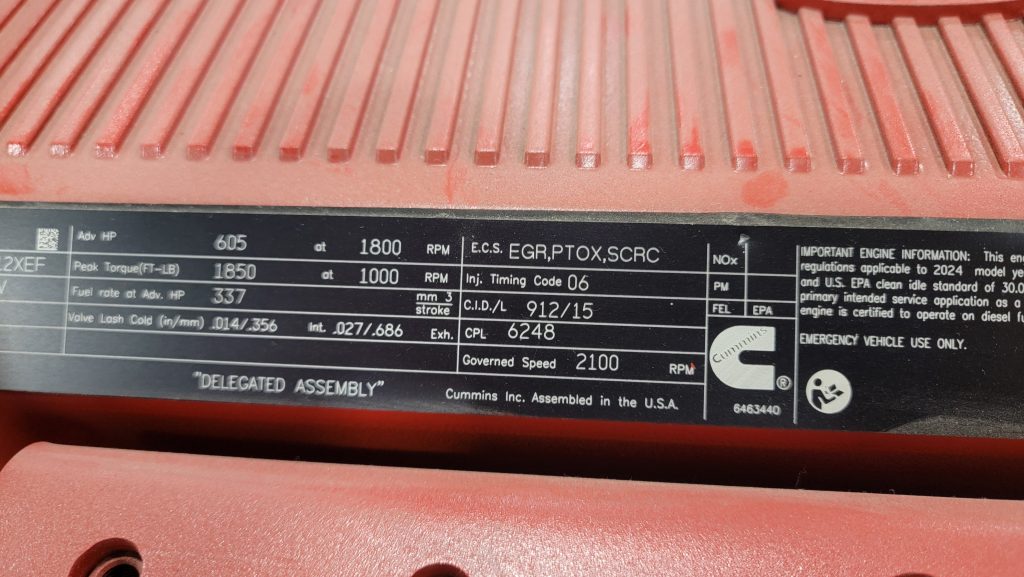 Adv HP 605 at 1800 RPM
Peak Torque(FT-LB) 1850 at 1000 RPM
Fuel rate at Adv. HP 337 mm 3 stroke
Valve Lash Cold (in/mm) .014/.356 Int. .027/.686 Exh.
"DELEGATED ASSEMBLY"
E.C.S. EGR,PTOX,SCRC
Inj. Timing Code 06
C.I.D./L 912/15
CPL 6248
Governed Speed 2100 RPM
Cummins Inc. Assembled in the U.S.A.
NOx
PM
FEL EPA
Cummins
®
6463440
IMPORTANT ENGINE INFORMATION: This
regulations applicable to 2024 model
and U.S. EPA clean idle standard of 30.0
primary intended service application as a
engine is certified to operate on diesel
EMERGENCY VEHICLE USE ONLY.